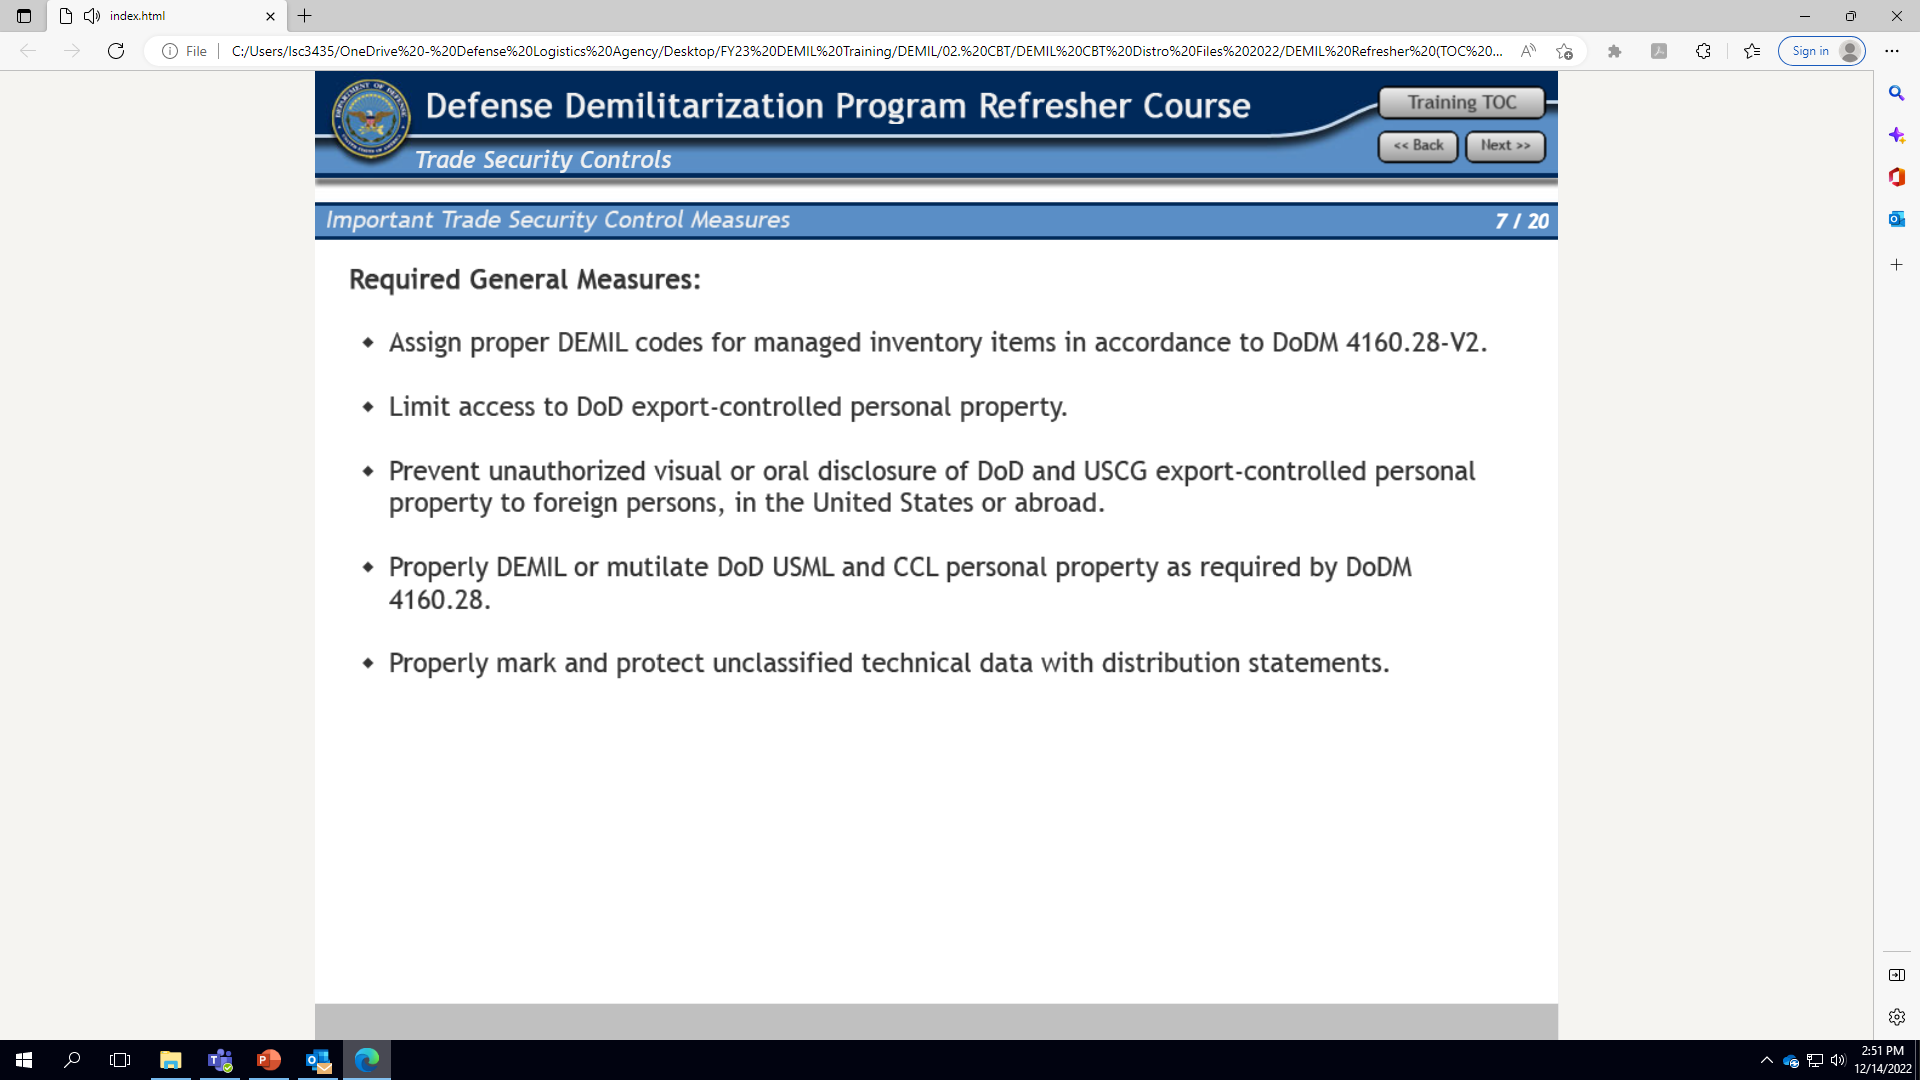 index.html
File
C:/Users/lsc3435/OneDrive%20-%20Defense%20Logistics%20Agency/Desktop/FY23%20DEMIL%20Training/DEMIL/02.%20CBT/DEMIL%20CBT%20Distro%20Files%202022/DEMIL%20Refresher%20(TOC%20...
Sign in
Defense Demilitarization Program Refresher Course
Training TOC
<< Back
Next >>
Trade Security Controls
Important Trade Security Control Measures
7 / 20
Required General Measures:
◆ Assign proper DEMIL codes for managed inventory items in accordance to DoDM 4160.28-V2.
◆ Limit access to DoD export-controlled personal property.
◆ Prevent unauthorized visual or oral disclosure of DoD and USCG export-controlled personal
property to foreign persons, in the United States or abroad.
◆ Properly DEMIL or mutilate DoD USML and CCL personal property as required by DoDM
4160.28.
◆ Properly mark and protect unclassified technical data with distribution statements.
2:51 PM
12/14/2022